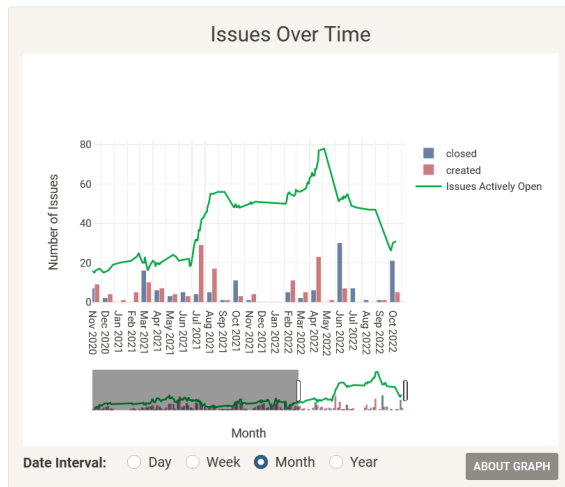 Issues Over Time
80
60
40
20
0
Number of Issues
closed
created
Issues Actively Open
Nov 2020
Dec 2020
Jan 2021
Feb 2021
Mar 2021
Apr 2021
May 2021
Jun 2021
Jul 2021
Aug 2021
Sep 2021
Oct 2021
Nov 2021
Dec 2021
Jan 2022
Feb 2022
Mar 2022
Apr 2022
May 2022
Jun 2022
Jul 2022
Aug 2022
Sep 2022
Oct 2022
Month
Date Interval: Day Week Month Year ABOUT GRAPH